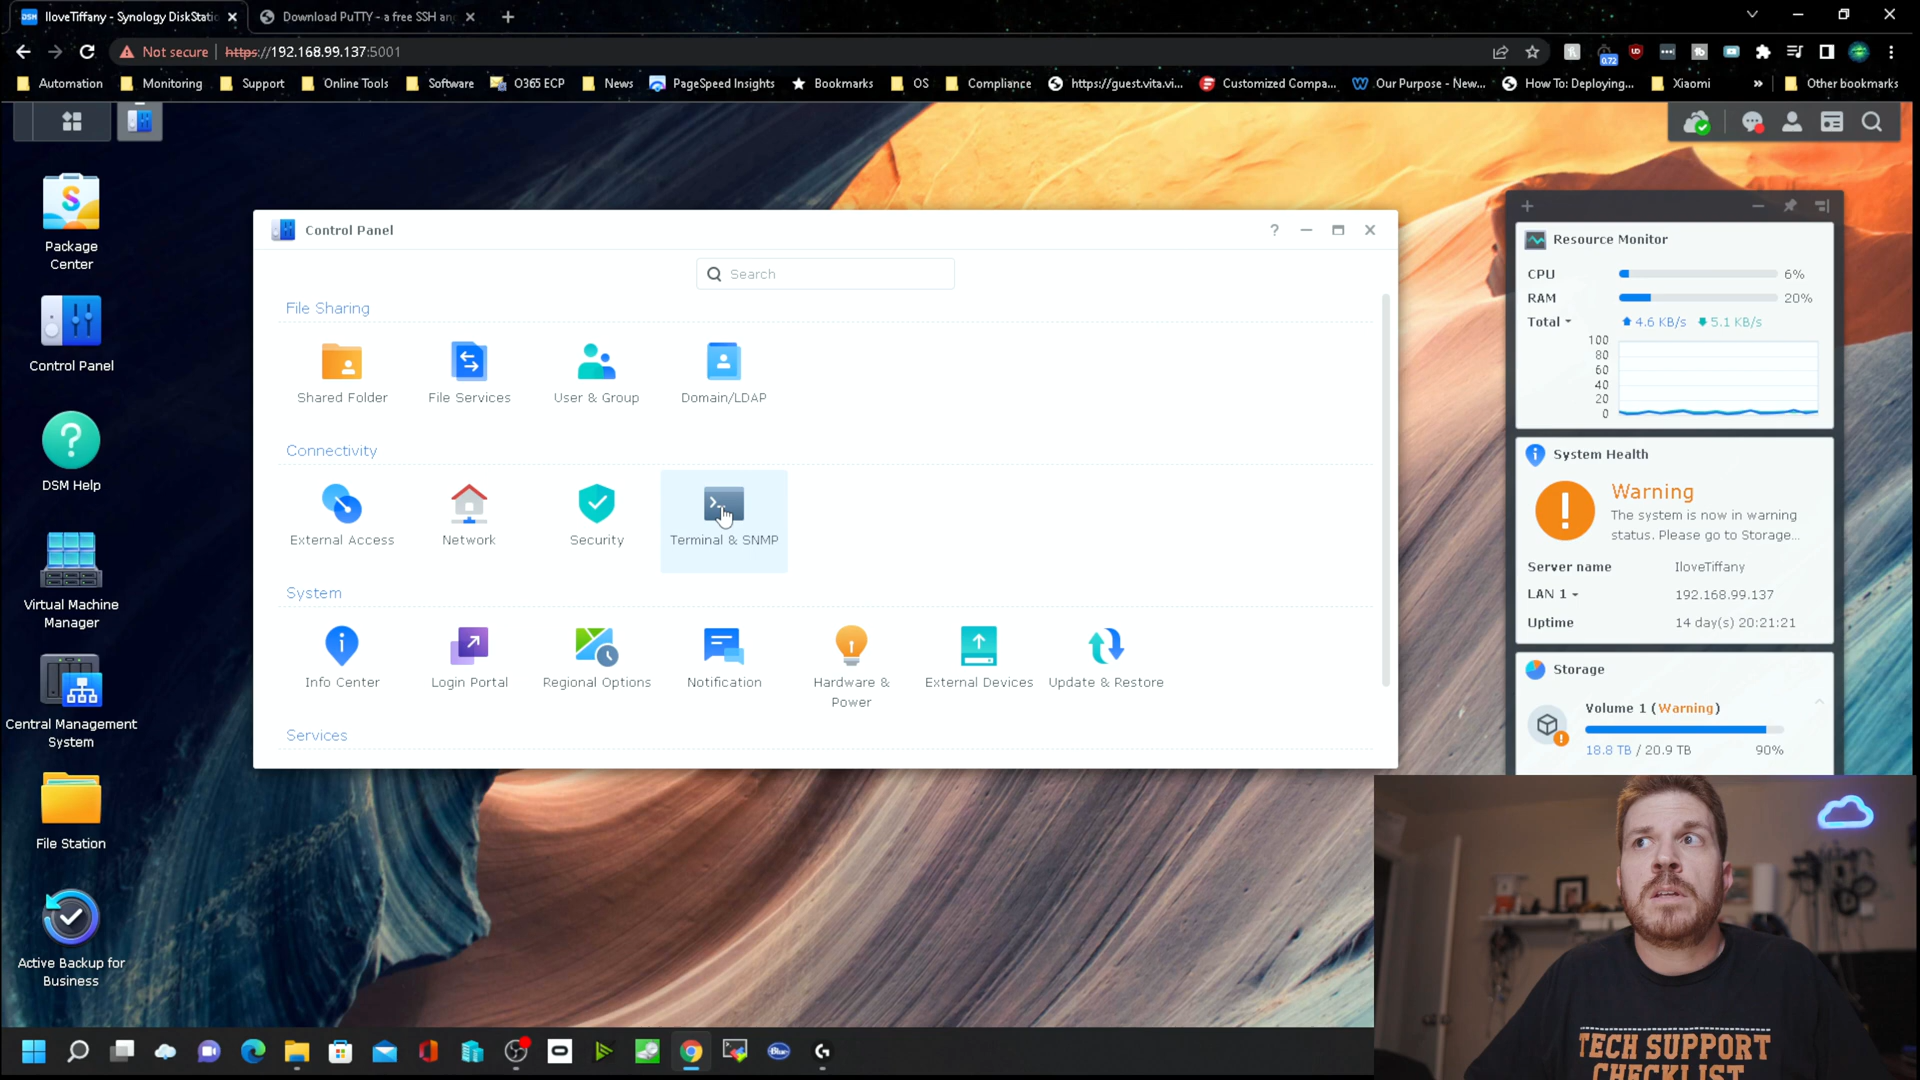 IloveTiffany - Synology DiskStati
Download PuTTY - a free SSH an
Not secure
https://192.168.99.137:5001
0.72
Automation
Monitoring
Support
Online Tools
Software
O365 ECP
News
PageSpeed Insights
Bookmarks
OS
Compliance
https://guest.vita.vi...
Customized Compa...
Our Purpose - New...
How To: Deploying...
Xiaomi
»
Other bookmarks
Package
Center
Control Panel
DSM Help
Virtual Machine
Manager
Central Management
System
File Station
Active Backup for
Business
Control Panel
?
Search
File Sharing
Shared Folder
File Services
User & Group
Domain/LDAP
Connectivity
External Access
Network
Security
Terminal & SNMP
System
Info Center
Login Portal
Regional Options
Notification
Hardware &
Power
External Devices
Update & Restore
Services
Resource Monitor
CPU 6%
RAM 20%
Total 4.6 KB/s 5.1 KB/s
100
80
60
40
20
0
System Health
Warning
The system is now in warning
status. Please go to Storage...
Server name IloveTiffany
LAN 1 192.168.99.137
Uptime 14 day(s) 20:21:21
Storage
Volume 1 (Warning)
18.8 TB / 20.9 TB 90%
TECH SUPPORT
CHECKLIST